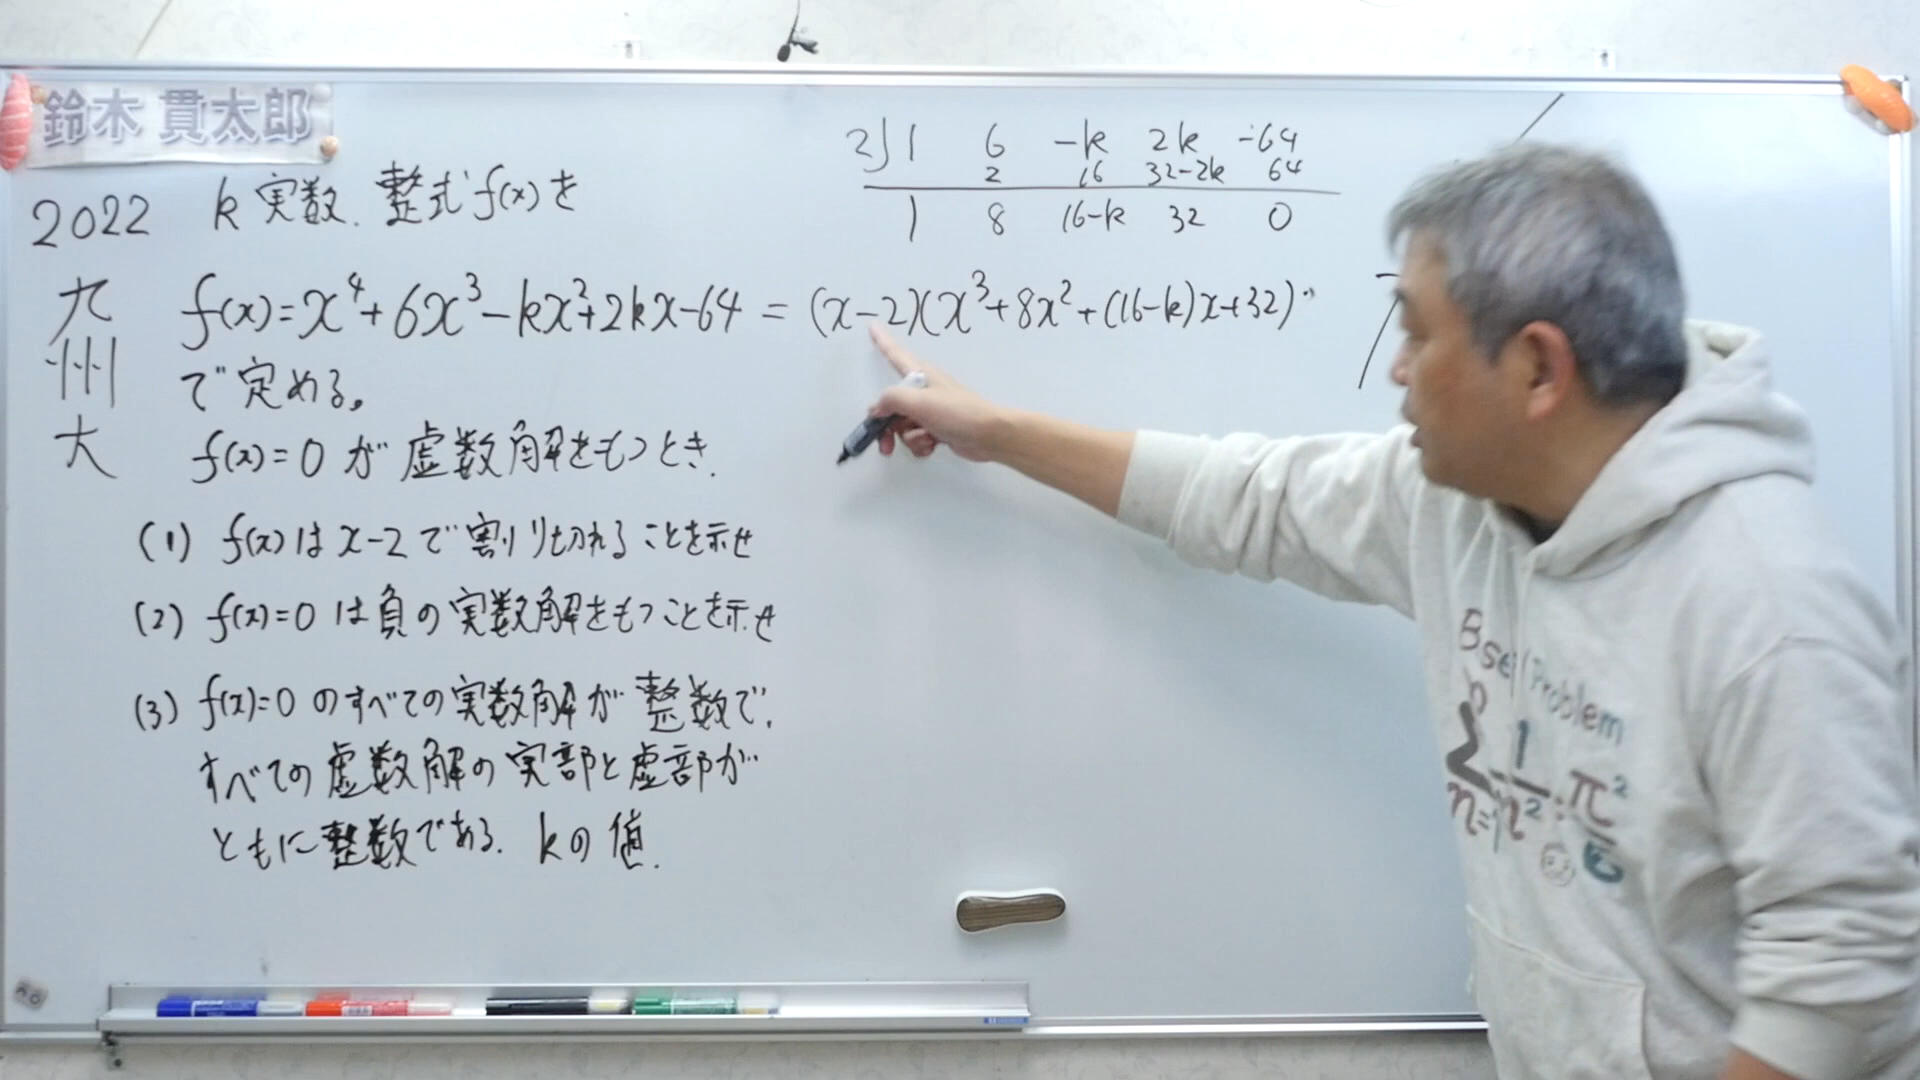 鈴木 貫太郎
2022 九州大
k 実数. 整式 f(x)を
f(x)=x⁴+6x³-kx²+2kx-64 = (x-2)(x³+8x²+(16-k)x+32)
で定める。
f(x)=0 が 虚数解をもつとき.
(1) f(x)は x-2 で 割り切れることを示せ
(2) f(x)=0 は負の実数解をもつことを示せ
(3) f(x)=0 のすべての実数解が 整数で,
すべての虚数解の実部と虚部が
ともに整数である. kの値.
2) 1 6 -k 2k -64
2 16 32-2k 64
1 8 16-k 32 0
Problem
Σ n=1 1/n² = π²/6